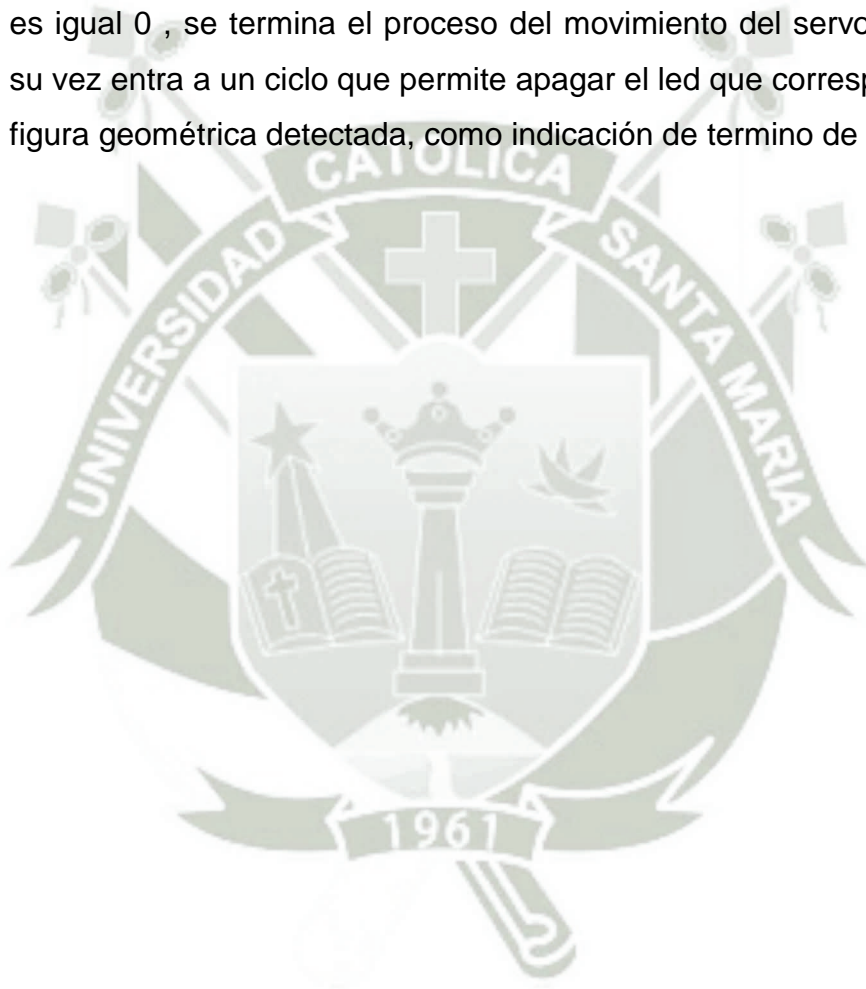 es igual 0 , se termina el proceso del movimiento del servo
su vez entra a un ciclo que permite apagar el led que corresp
figura geométrica detectada, como indicación de termino de
CATOLICA
UNIVERSIDAD
SANTA MARIA
1961